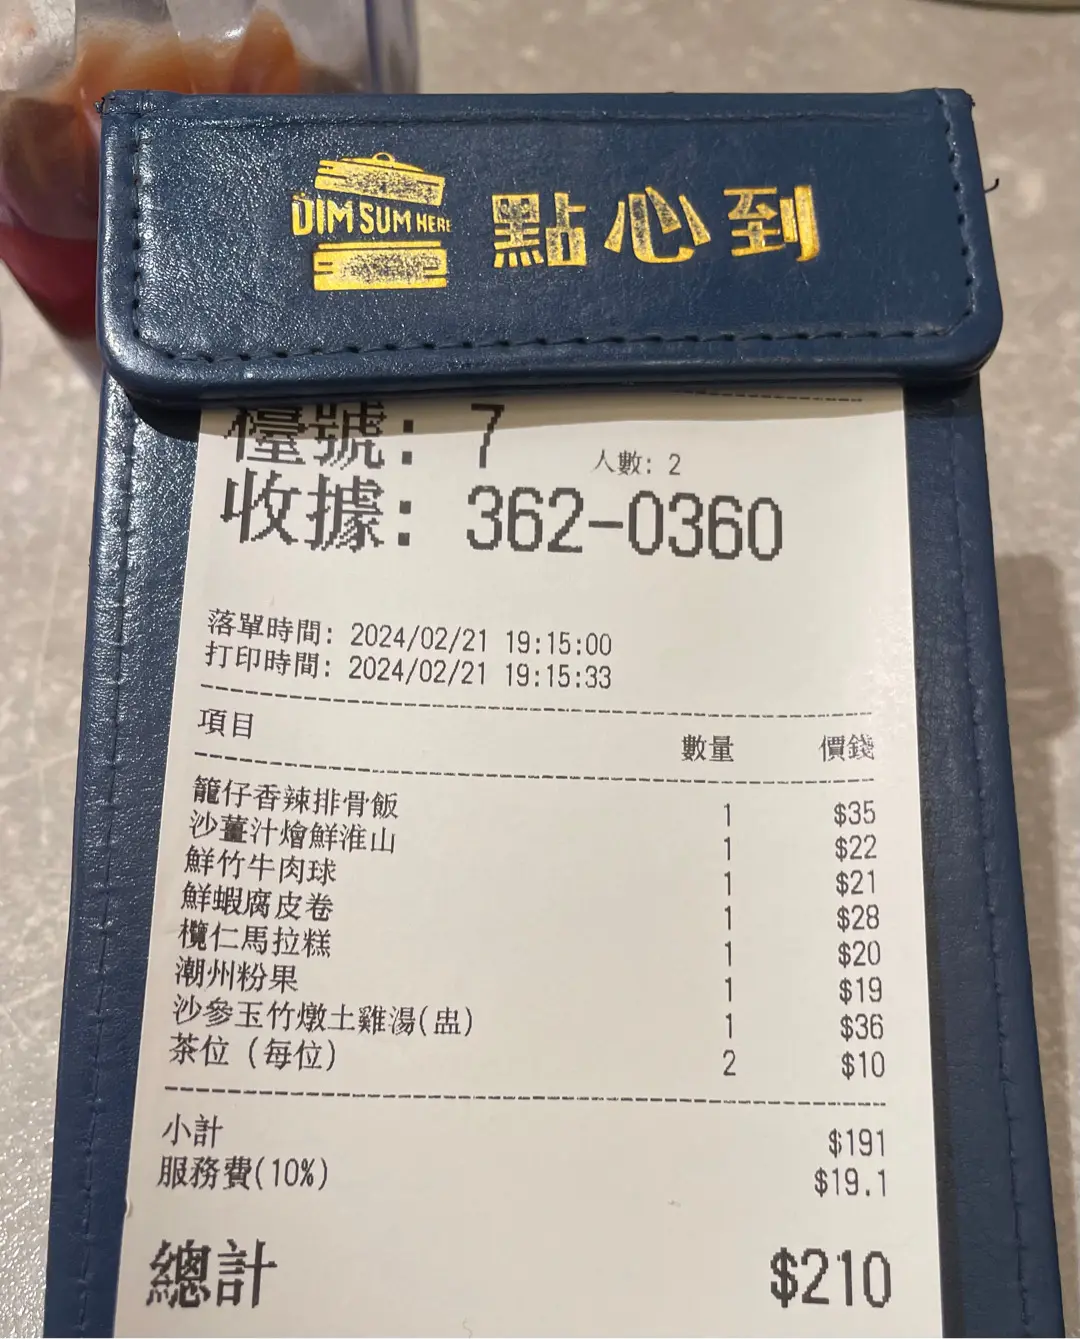 DIM SUM HERE
點心到
檯號: 7
人數: 2
收據: 362-0360
落單時間: 2024/02/21 19:15:00
打印時間: 2024/02/21 19:15:33
項目 數量 價錢
籠仔香辣排骨飯 1 $35
沙薑汁燴鮮淮山 1 $22
鮮竹牛肉球 1 $21
鮮蝦腐皮卷 1 $28
欖仁馬拉糕 1 $20
潮州粉果 1 $19
沙參玉竹燉土雞湯(盅) 1 $36
茶位 (每位) 2 $10
小計 $191
服務費(10%) $19.1
總計 $210